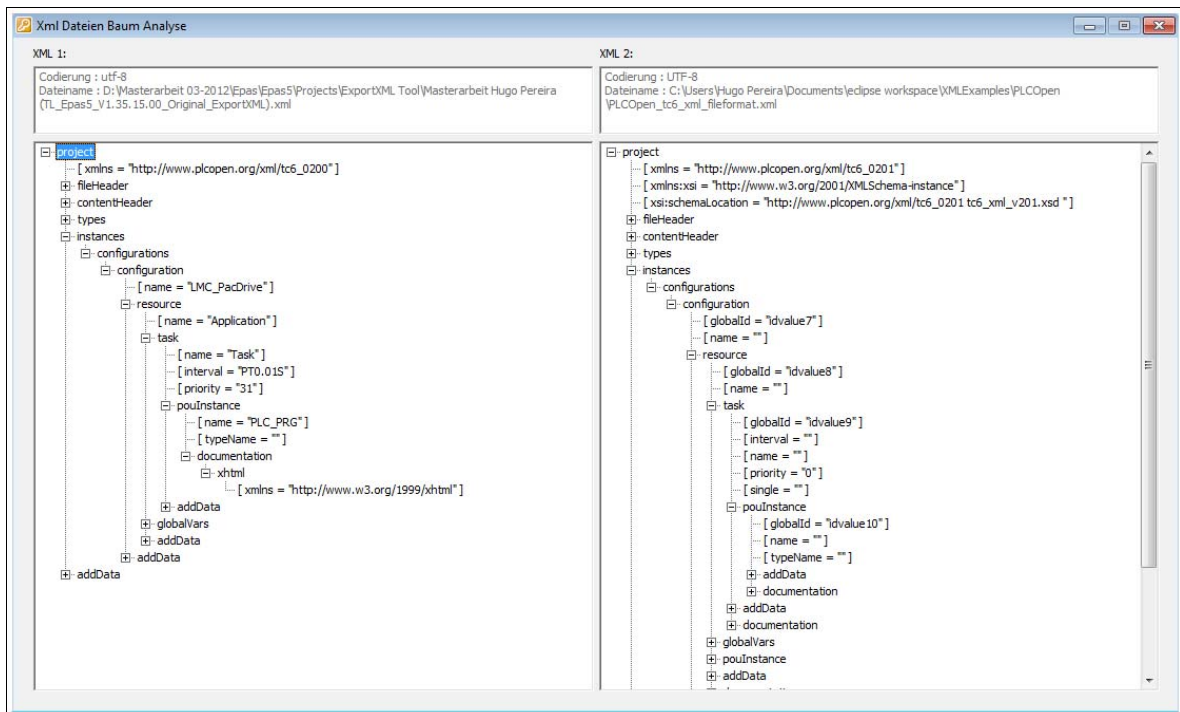 Xml Dateien Baum Analyse
XML 1:
Codierung : utf-8
Dateiname : D:\Masterarbeit 03-2012\Epas\Epas5\Projects\ExportXML Tool\Masterarbeit Hugo Pereira
(TL_Epas5_V1.35.15.00_Original_ExportXML).xml
project
[ xmlns = "http://www.plcopen.org/xml/tc6_0200" ]
fileHeader
contentHeader
types
instances
configurations
configuration
[ name = "LMC_PacDrive" ]
resource
[ name = "Application" ]
task
[ name = "Task" ]
[ interval = "PT0.01S" ]
[ priority = "31" ]
pouInstance
[ name = "PLC_PRG" ]
[ typeName = "" ]
documentation
xhtml
[ xmlns = "http://www.w3.org/1999/xhtml" ]
addData
globalVars
addData
addData
addData
XML 2:
Codierung : UTF-8
Dateiname : C:\Users\Hugo Pereira\Documents\eclipse workspace\XMLExamples\PLCOpen
\PLCOpen_tc6_xml_fileformat.xml
project
[ xmlns = "http://www.plcopen.org/xml/tc6_0201" ]
[ xmlns:xsi = "http://www.w3.org/2001/XMLSchema-instance" ]
[ xsi:schemaLocation = "http://www.plcopen.org/xml/tc6_0201 tc6_xml_v201.xsd " ]
fileHeader
contentHeader
types
instances
configurations
configuration
[ globalId = "idvalue7" ]
[ name = "" ]
resource
[ globalId = "idvalue8" ]
[ name = "" ]
task
[ globalId = "idvalue9" ]
[ interval = "" ]
[ name = "" ]
[ priority = "0" ]
[ single = "" ]
pouInstance
[ globalId = "idvalue10" ]
[ name = "" ]
[ typeName = "" ]
addData
documentation
addData
documentation
globalVars
pouInstance
addData